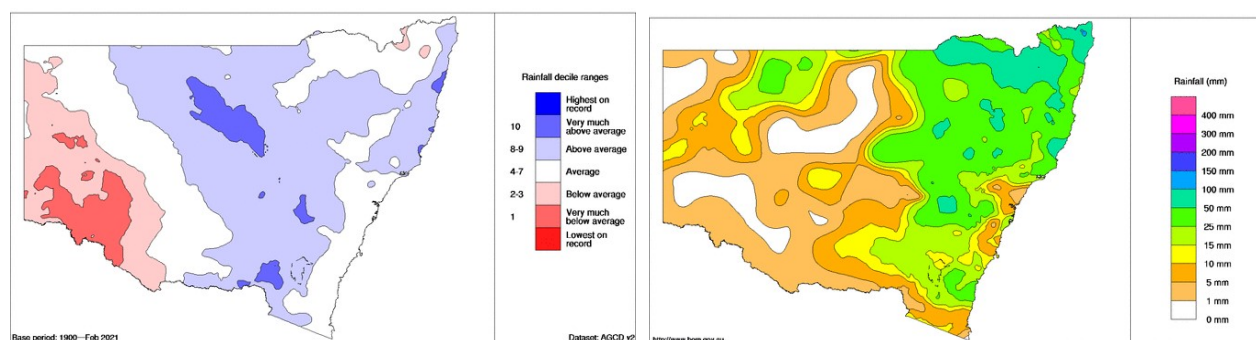 Rainfall decile ranges
Highest on
record
10
Very much
above average
8-9
Above average
4-7
Average
2-3
Below average
1
Very much
below average
Lowest on
record
Base period: 1900—Feb 2021
Dataset: AGCD v2
Rainfall (mm)
400 mm
300 mm
200 mm
150 mm
100 mm
50 mm
25 mm
15 mm
10 mm
5 mm
1 mm
0 mm
http://www.bom.gov.au